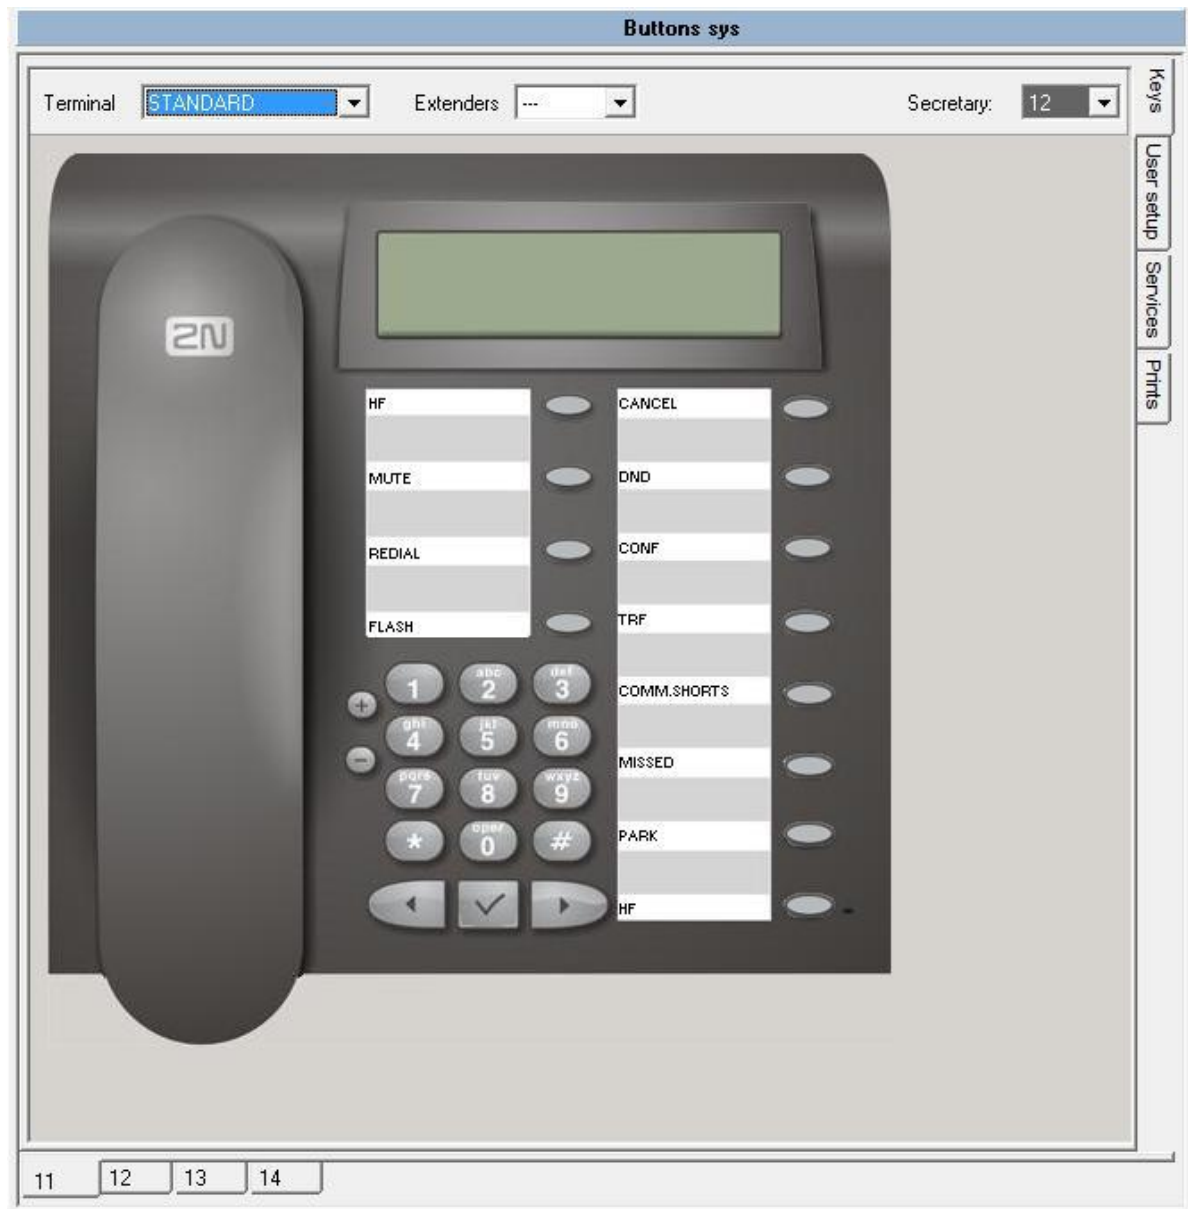 Buttons sys
Terminal STANDARD Extenders --- Secretary: 12
Keys
User setup
Services
Prints
2N
HF CANCEL
MUTE DND
REDIAL CONF
FLASH TRF
COMM.SHORTS
MISSED
PARK
HF
1 abc 2 def 3
+
ghi 4 jkl 5 mno 6
-
pqrs 7 tuv 8 wxyz 9
* oper 0 #
11 12 13 14